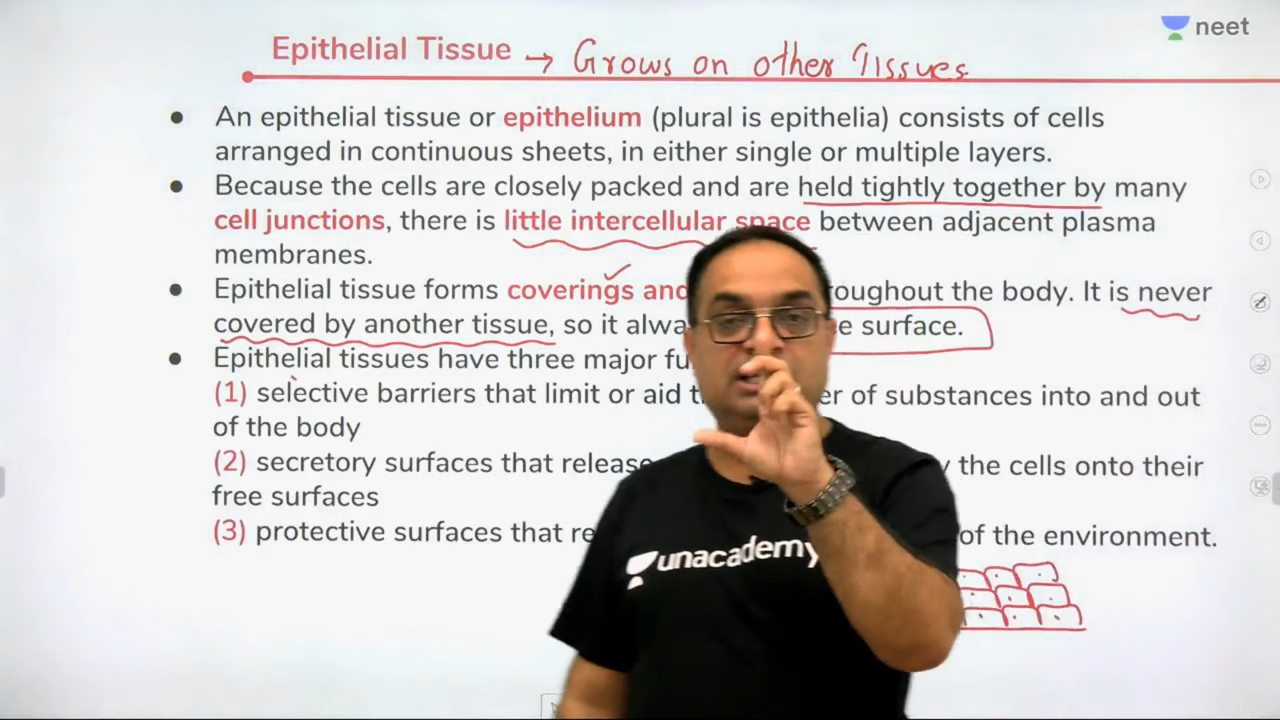 neet
Epithelial Tissue → Grows on other Tissues
● An epithelial tissue or epithelium (plural is epithelia) consists of cells
arranged in continuous sheets, in either single or multiple layers.
● Because the cells are closely packed and are held tightly together by many
cell junctions, there is little intercellular space between adjacent plasma
membranes.
● Epithelial tissue forms coverings and roughout the body. It is never
covered by another tissue, so it alwa e surface.
● Epithelial tissues have three major fu
(1) selective barriers that limit or aid t er of substances into and out
of the body
(2) secretory surfaces that release y the cells onto their
free surfaces
(3) protective surfaces that re of the environment.
unacademy